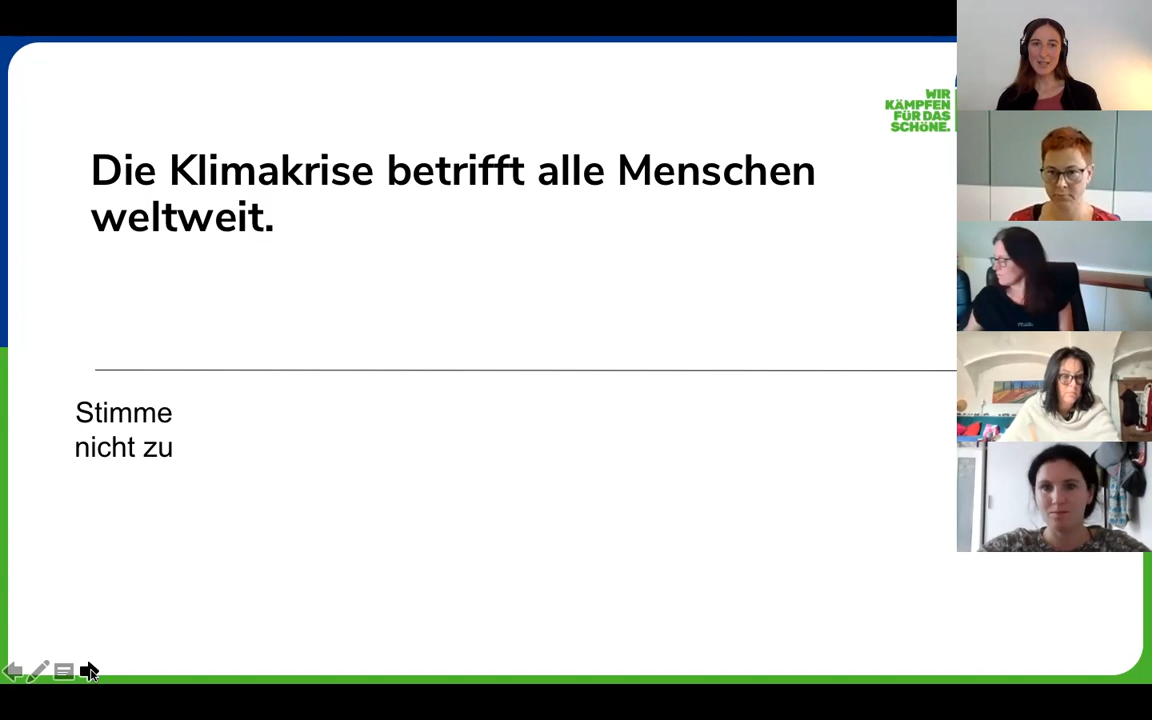 WIR
KÄMPFEN
FÜR DAS
SCHÖNE.
Die Klimakrise betrifft alle Menschen
weltweit.
Stimme
nicht zu